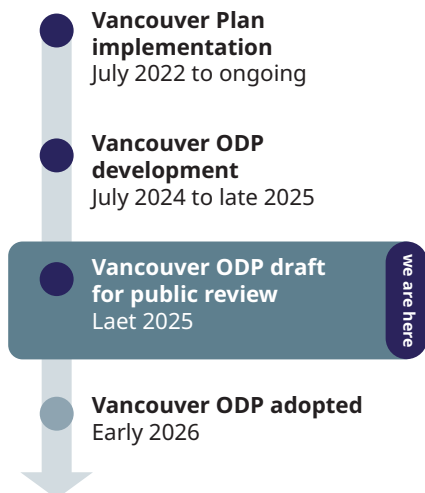 Vancouver Plan
implementation
July 2022 to ongoing
Vancouver ODP
development
July 2024 to late 2025
Vancouver ODP draft
for public review
Laet 2025
we are here
Vancouver ODP adopted
Early 2026